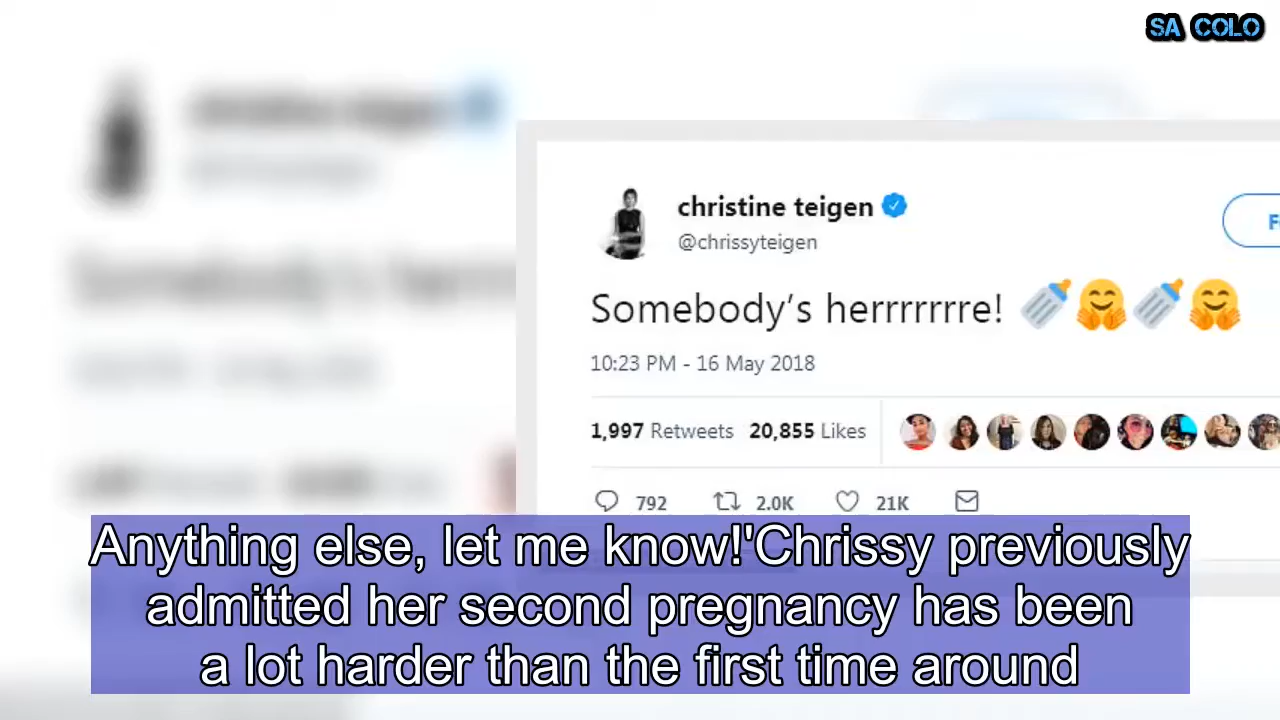 SA COLO
christine teigen
@chrissyteigen
Somebody’s herrrrrrre!
10:23 PM - 16 May 2018
1,997 Retweets 20,855 Likes
792 2.0K 21K
Anything else, let me know!'Chrissy previously
admitted her second pregnancy has been
a lot harder than the first time around